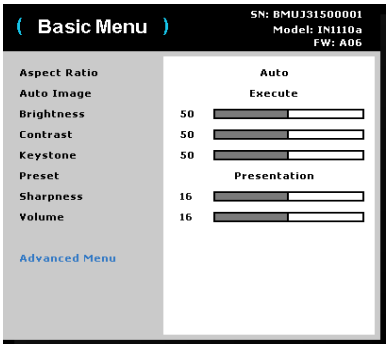 ( Basic Menu )
SN: BMUJ31500001
Model: IN1110a
FW: A06
Aspect Ratio Auto
Auto Image Execute
Brightness 50
Contrast 50
Keystone 50
Preset Presentation
Sharpness 16
Volume 16
Advanced Menu